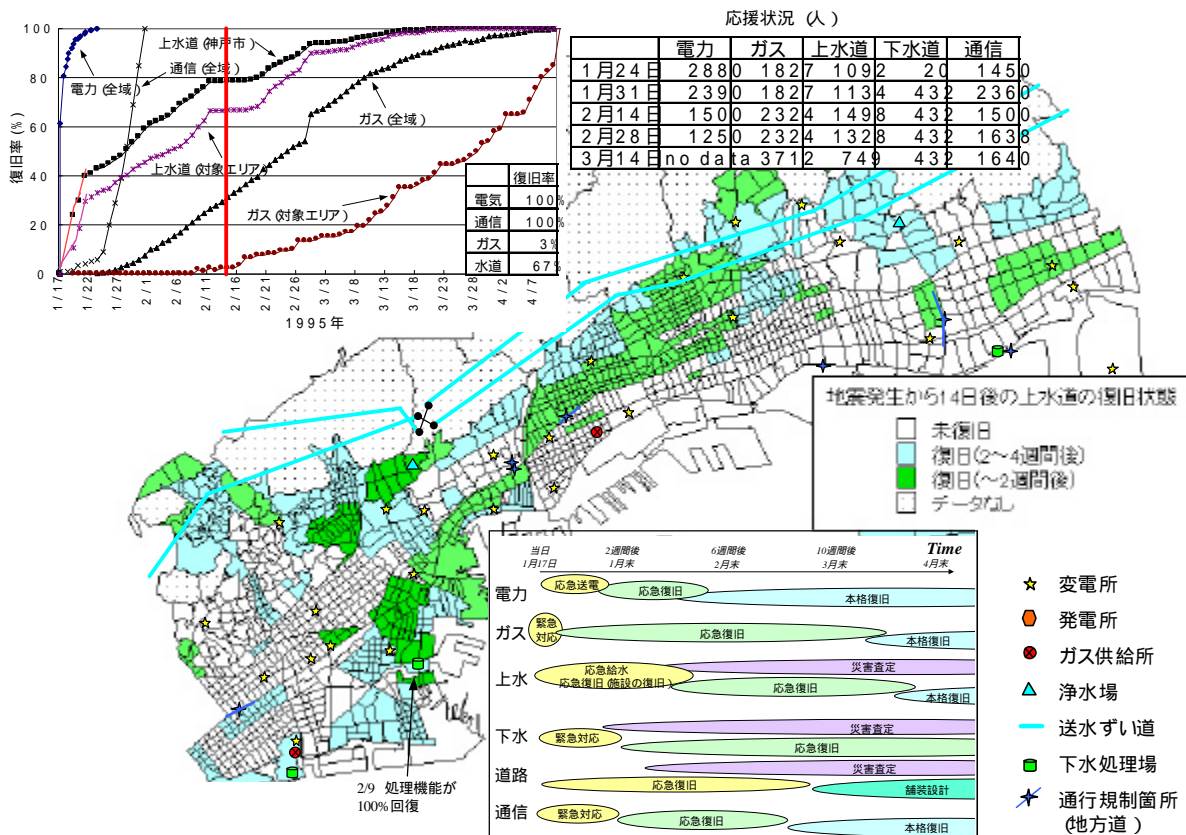 応援状況 (人)
電力 ガス 上水道 下水道 通信
1月24日 2880 1827 1092 20 1450
1月31日 2390 1827 1134 432 2360
2月14日 1500 2324 1498 432 1500
2月28日 1250 2324 1328 432 1638
3月14日 no data 3712 749 432 1640
復旧率(%)
100
80
60
40
20
0
上水道(神戸市)
通信(全域)
電力(全域)
ガス(全域)
上水道(対象エリア)
ガス(対象エリア)
1/17 1/22 1/27 2/1 2/6 2/11 2/16 2/21 2/26 3/3 3/8 3/13 3/18 3/23 3/28 4/2 4/7
1995年
復旧率
電気 100%
通信 100%
ガス 3%
水道 67%
地震発生から14日後の上水道の復旧状態
未復旧
復旧(2～4週間後)
復旧(～2週間後)
データなし
当日 2週間後 6週間後 10週間後 Time
1月17日 1月末 2月末 3月末 4月末
電力 応急送電 応急復旧 本格復旧
ガス 緊急対応 応急復旧 本格復旧
上水 応急給水 災害査定
応急復旧(施設の復旧) 応急復旧
本格復旧
下水 緊急対応 災害査定
応急復旧
道路 災害査定
応急復旧 舗装設計
通信 緊急対応 応急復旧 本格復旧
2/9 処理機能が
100%回復
変電所
発電所
ガス供給所
浄水場
送水ずい道
下水処理場
通行規制箇所
(地方道)